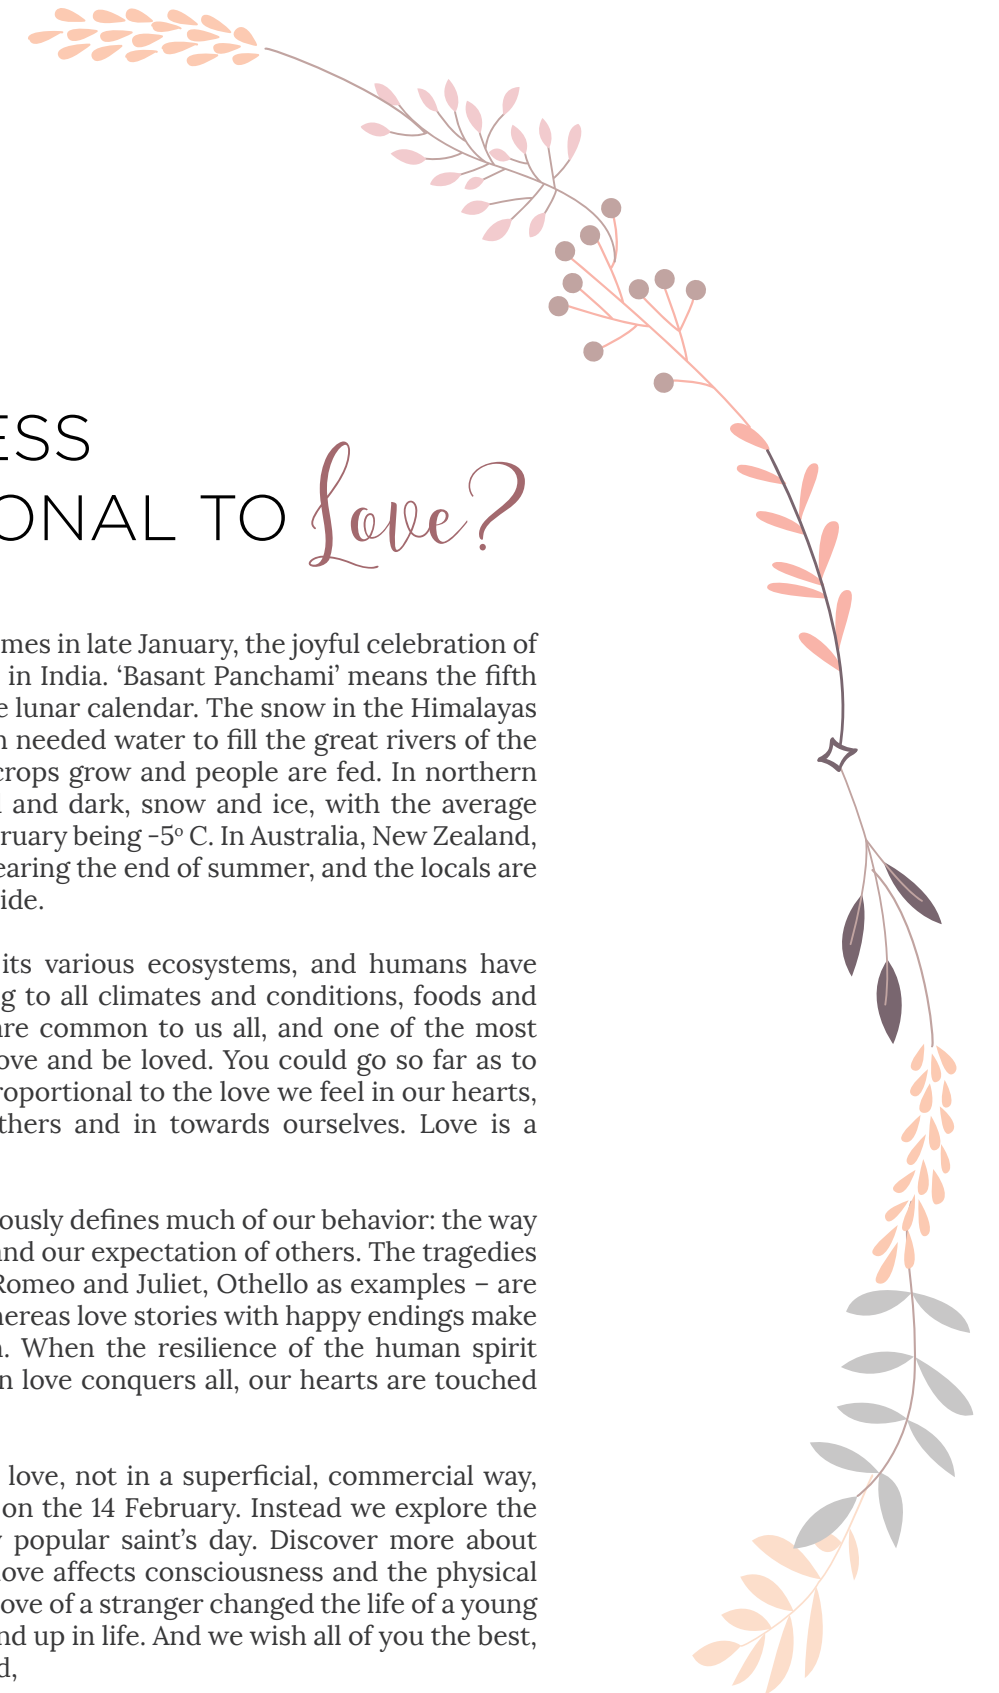 ESS
ONAL TO Love?
mes in late January, the joyful celebration of
in India. ‘Basant Panchami’ means the fifth
e lunar calendar. The snow in the Himalayas
n needed water to fill the great rivers of the
crops grow and people are fed. In northern
l and dark, snow and ice, with the average
ruary being -5º C. In Australia, New Zealand,
earing the end of summer, and the locals are
ide.
its various ecosystems, and humans have
g to all climates and conditions, foods and
are common to us all, and one of the most
ove and be loved. You could go so far as to
roportional to the love we feel in our hearts,
thers and in towards ourselves. Love is a
ously defines much of our behavior: the way
and our expectation of others. The tragedies
Romeo and Juliet, Othello as examples – are
hereas love stories with happy endings make
. When the resilience of the human spirit
n love conquers all, our hearts are touched
love, not in a superficial, commercial way,
on the 14 February. Instead we explore the
y popular saint’s day. Discover more about
love affects consciousness and the physical
ove of a stranger changed the life of a young
nd up in life. And we wish all of you the best,
d,